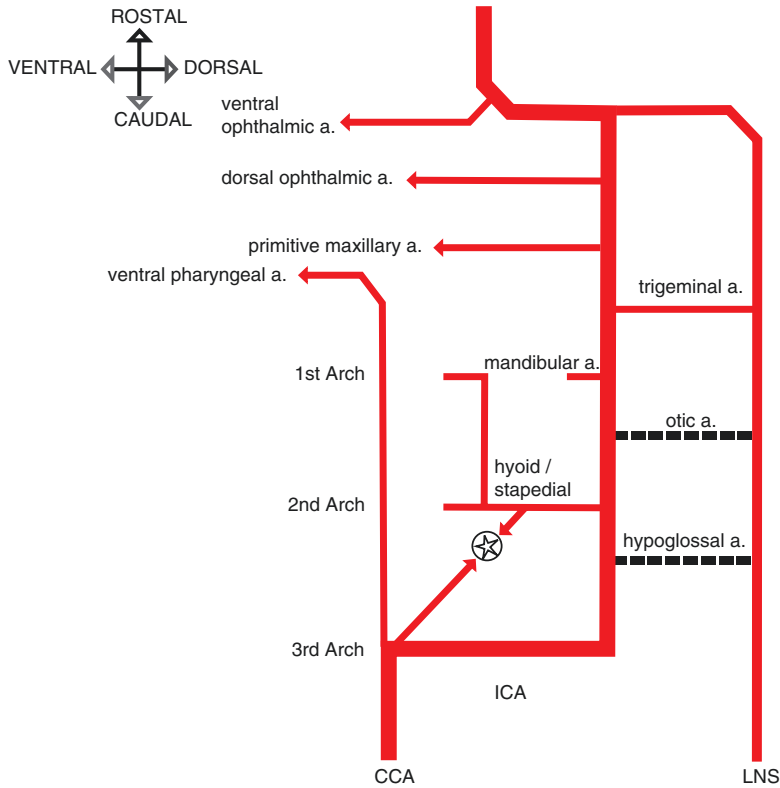 ROSTAL
VENTRAL
DORSAL
CAUDAL
ventral
ophthalmic a.
dorsal ophthalmic a.
primitive maxillary a.
ventral pharyngeal a.
trigeminal a.
1st Arch
mandibular a.
otic a.
hyoid /
stapedial
2nd Arch
hypoglossal a.
3rd Arch
ICA
CCA
LNS